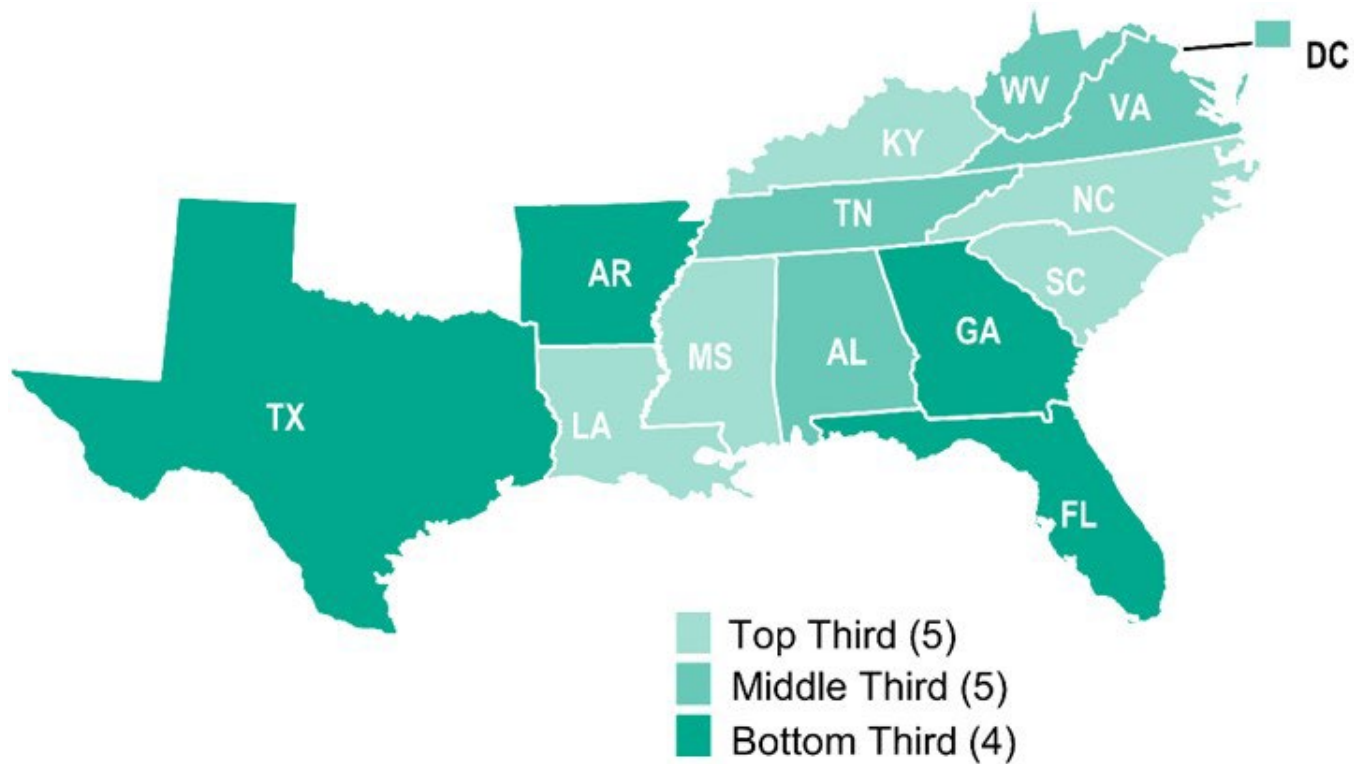 DC
WV
VA
KY
NC
TN
AR
SC
GA
MS
AL
TX
LA
FL
Top Third (5)
Middle Third (5)
Bottom Third (4)